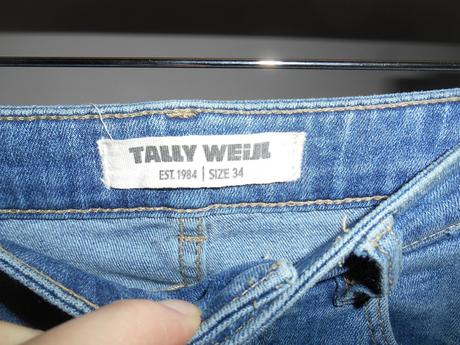 TALLY WEiJL
EST. 1984 | SIZE 34